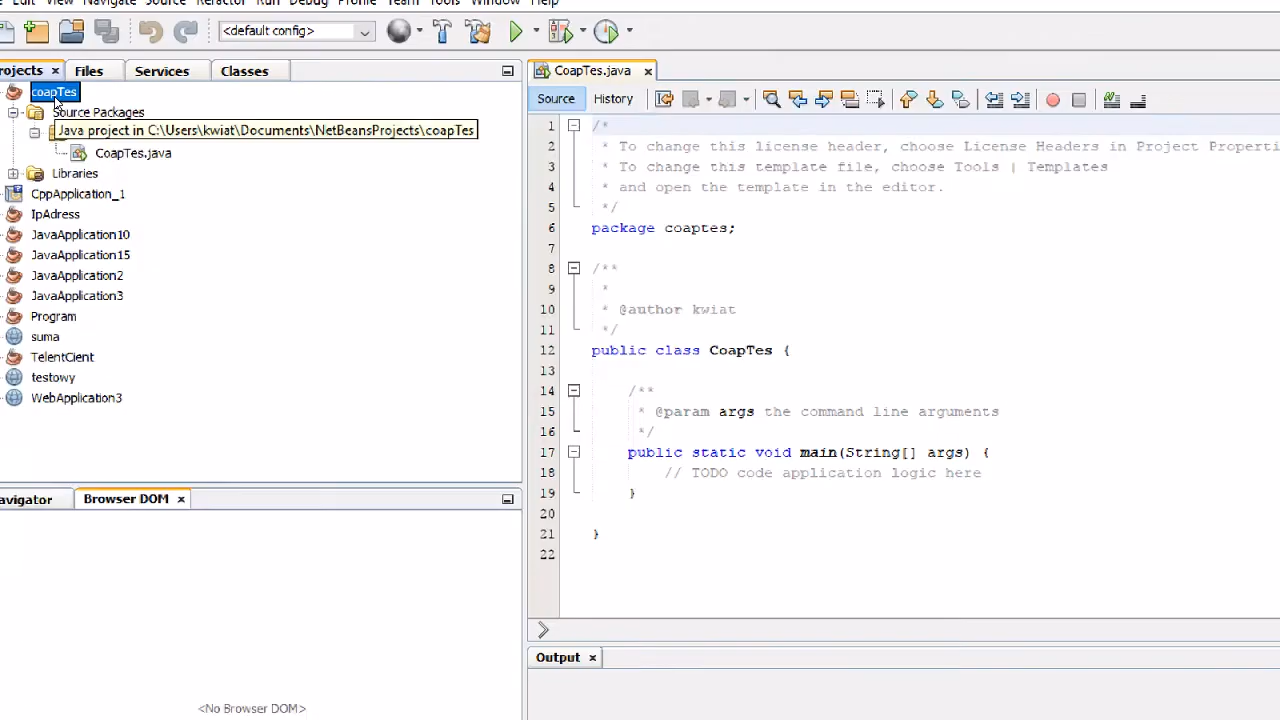 Edit View Navigate Source Refactor Run Debug Profile Team Tools Window Help
<default config>
rojects × Files Services Classes
coapTes
Source Packages
Java project in C:\Users\kwiat\Documents\NetBeansProjects\coapTes
CoapTes.java
Libraries
CppApplication_1
IpAdress
JavaApplication10
JavaApplication15
JavaApplication2
JavaApplication3
Program
suma
TelentCient
testowy
WebApplication3
avigator Browser DOM ×
<No Browser DOM>
CoapTes.java ×
Source History
1 /*
2 * To change this license header, choose License Headers in Project Properti
3 * To change this template file, choose Tools | Templates
4 * and open the template in the editor.
5 */
6 package coaptes;
7
8 /**
9 *
10 * @author kwiat
11 */
12 public class CoapTes {
13
14 /**
15 * @param args the command line arguments
16 */
17 public static void main(String[] args) {
18 // TODO code application logic here
19 }
20
21 }
22
Output ×